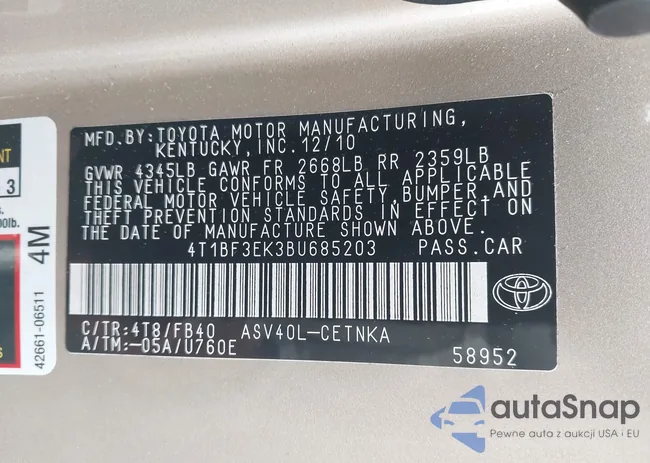 MFD.BY:TOYOTA MOTOR MANUFACTURING,
KENTUCKY,INC.12/10
GVWR 4345LB GAWR FR 2668LB RR 2359LB
THIS VEHICLE CONFORMS TO ALL APPLICABLE
FEDERAL MOTOR VEHICLE SAFETY,BUMPER,AND
THEFT PREVENTION STANDARDS IN EFFECT ON
THE DATE OF MANUFACTURE SHOWN ABOVE.
4T1BF3EK3BU685203 PASS.CAR
C/TR:4T8/FB40 ASV40L-CETNKA
A/TM:-05A/U760E
58952
NT
3
s.
00lb.
4M
42661-06511
S
autaSnap
Pewne auta z aukcji USA i EU